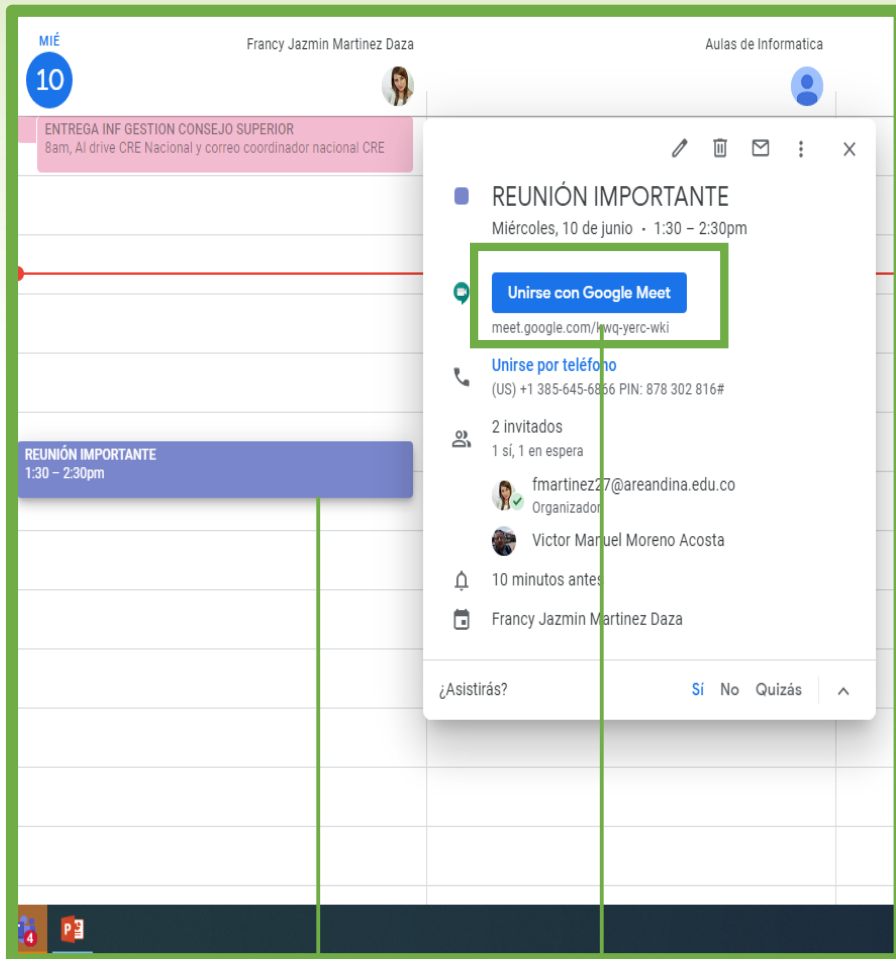 MIÉ
10
Francy Jazmin Martinez Daza
Aulas de Informatica
ENTREGA INF GESTION CONSEJO SUPERIOR
8am, Al drive CRE Nacional y correo coordinador nacional CRE
REUNIÓN IMPORTANTE
Miércoles, 10 de junio · 1:30 – 2:30pm
Unirse con Google Meet
meet.google.com/kwq-yerc-wki
Unirse por teléfono
(US) +1 385-645-6866 PIN: 878 302 816#
2 invitados
1 sí, 1 en espera
fmartinez27@areandina.edu.co
Organizador
Victor Manuel Moreno Acosta
10 minutos antes
Francy Jazmin Martinez Daza
¿Asistirás?
Sí No Quizás
REUNIÓN IMPORTANTE
1:30 – 2:30pm
4
P